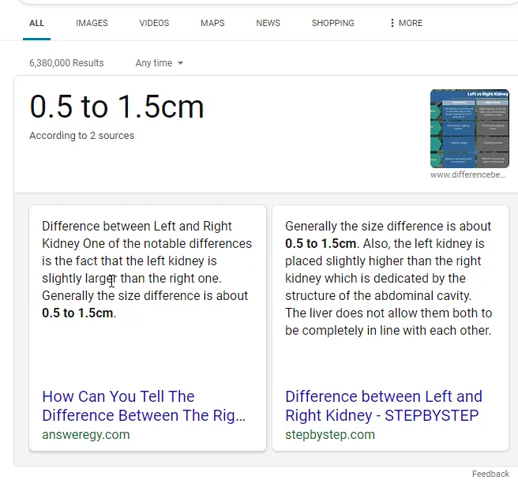 ALL IMAGES VIDEOS MAPS NEWS SHOPPING MORE
6,380,000 Results Any time
0.5 to 1.5cm
According to 2 sources
Left vs Right Kidney
www.differencebe...
Difference between Left and Right
Kidney One of the notable differences
is the fact that the left kidney is
slightly larger than the right one.
Generally the size difference is about
0.5 to 1.5cm.
How Can You Tell The
Difference Between The Rig...
answeregy.com
Generally the size difference is about
0.5 to 1.5cm. Also, the left kidney is
placed slightly higher than the right
kidney which is dedicated by the
structure of the abdominal cavity.
The liver does not allow them both to
be completely in line with each other.
Difference between Left and
Right Kidney - STEPBYSTEP
stepbystep.com
Feedback